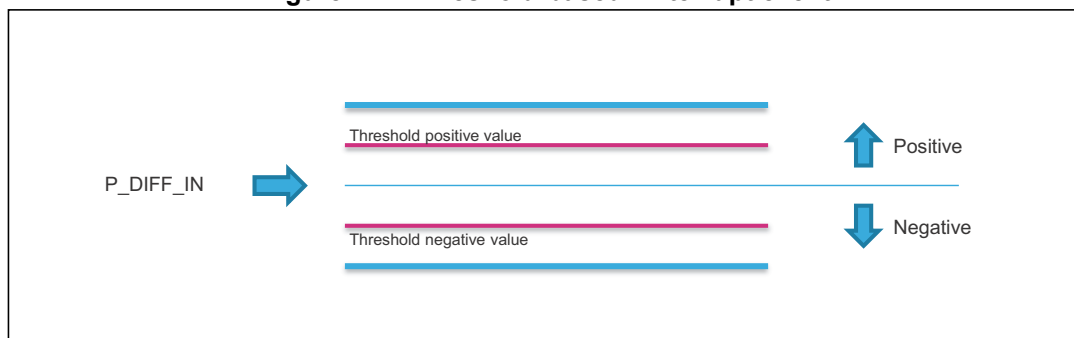 Threshold positive value
Positive
P_DIFF_IN
Negative
Threshold negative value